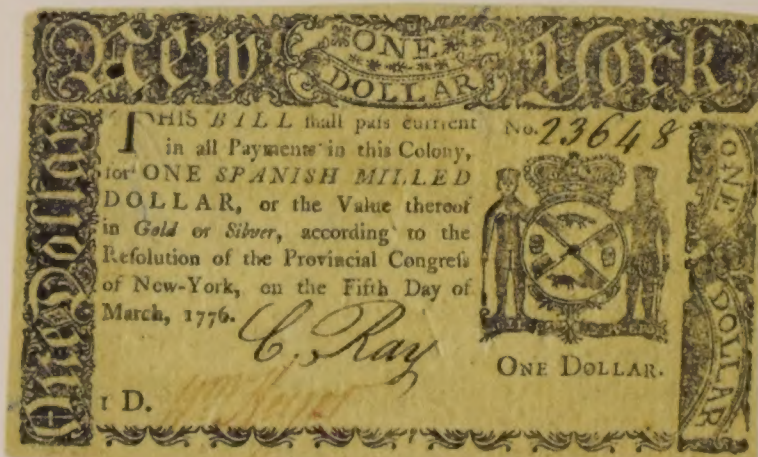 New ONE DOLLAR York
THIS BILL ſhall paſs current
in all Payments in this Colony,
for ONE SPANISH MILLED
DOLLAR, or the Value thereof
in Gold or Silver, according to the
Reſolution of the Provincial Congreſs
of New-York, on the Fifth Day of
March, 1776.
C. Ray
1 D.
One Dollar
No. 23648
ONE DOLLAR.
ONE DOLLAR